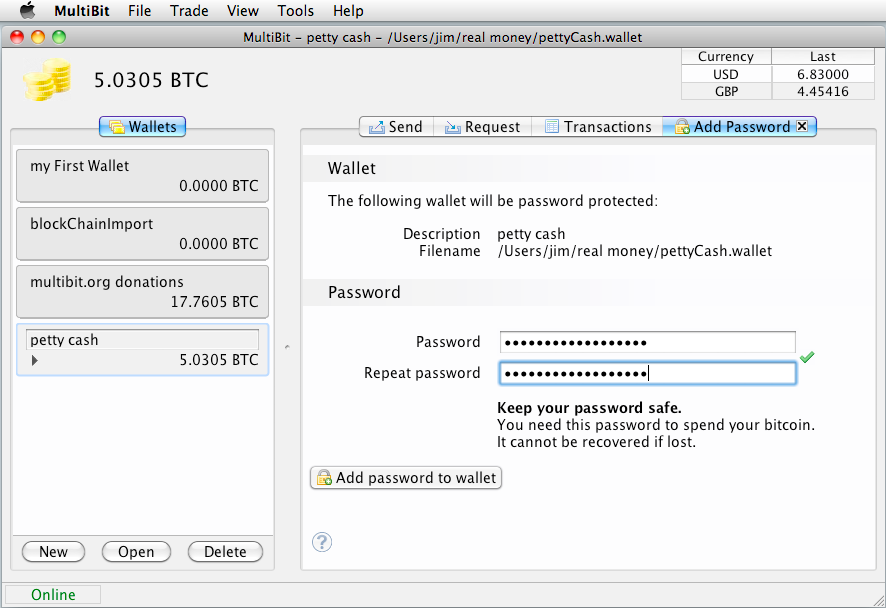 MultiBit File Trade View Tools Help
MultiBit – petty cash – /Users/jim/real money/pettyCash.wallet
5.0305 BTC
Currency Last
USD 6.83000
GBP 4.45416
Wallets
Send Request Transactions Add Password
my First Wallet
0.0000 BTC
blockChainImport
0.0000 BTC
multibit.org donations
17.7605 BTC
petty cash
5.0305 BTC
New Open Delete
Wallet
The following wallet will be password protected:
Description petty cash
Filename /Users/jim/real money/pettyCash.wallet
Password
Password ••••••••••••••••••
Repeat password ••••••••••••••••••
Keep your password safe.
You need this password to spend your bitcoin.
It cannot be recovered if lost.
Add password to wallet
?
Online